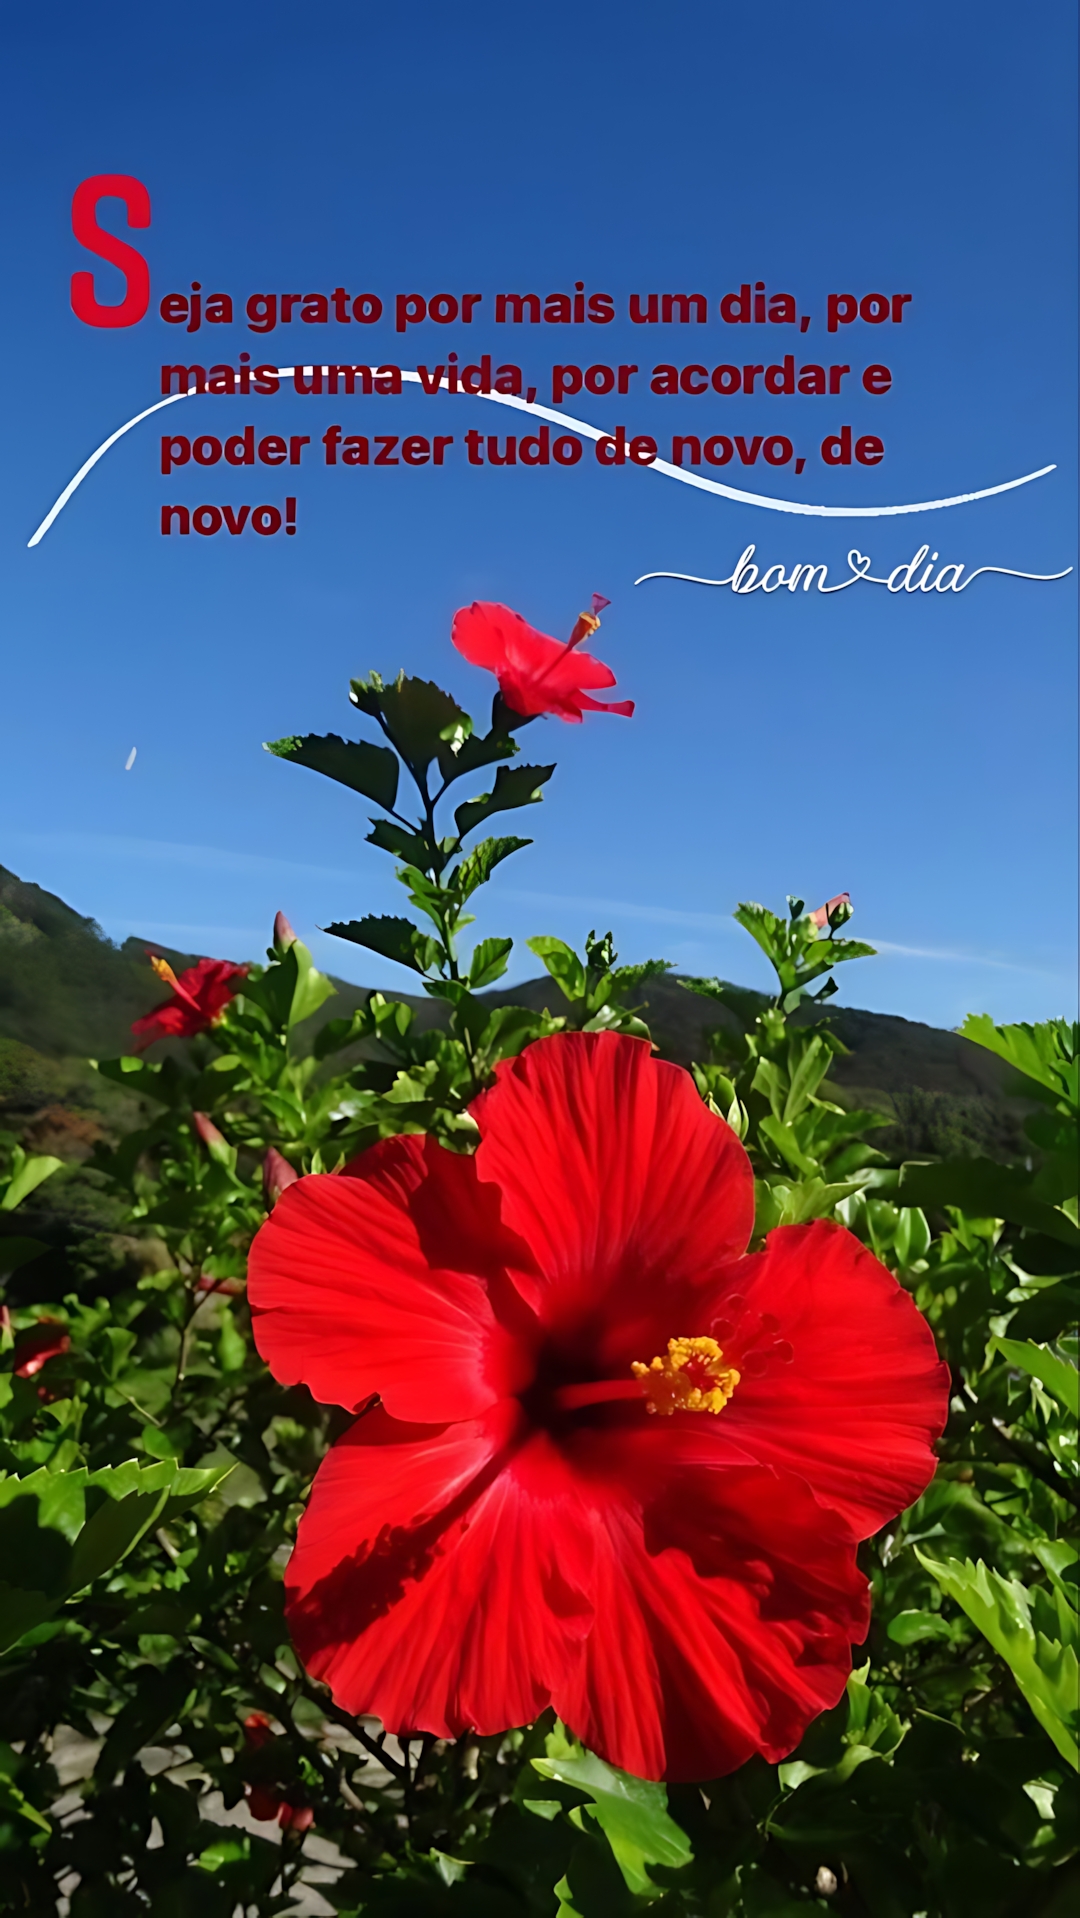 Seja grato por mais um dia, por
mais uma vida, por acordar e
poder fazer tudo de novo, de
novo!
bom dia